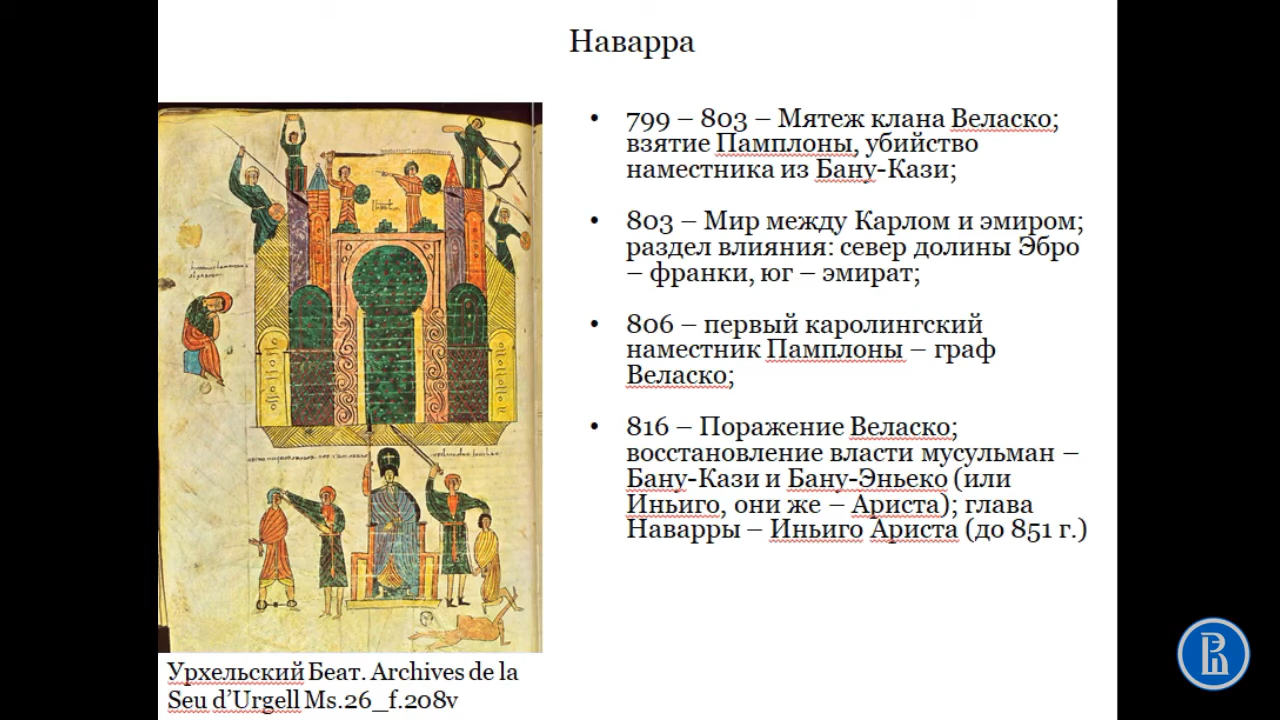 Наварра
• 799 – 803 – Мятеж клана Веласко;
взятие Памплоны, убийство
наместника из Бану-Кази;
• 803 – Мир между Карлом и эмиром;
раздел влияния: север долины Эбро
– франки, юг – эмират;
• 806 – первый каролингский
наместник Памплоны – граф
Веласко;
• 816 – Поражение Веласко;
восстановление власти мусульман –
Бану-Кази и Бану-Эньеко (или
Иньиго, они же – Ариста); глава
Наварры – Иньиго Ариста (до 851 г.)
Урхельский Беат. Archives de la
Seu d’Urgell Ms.26_f.208v